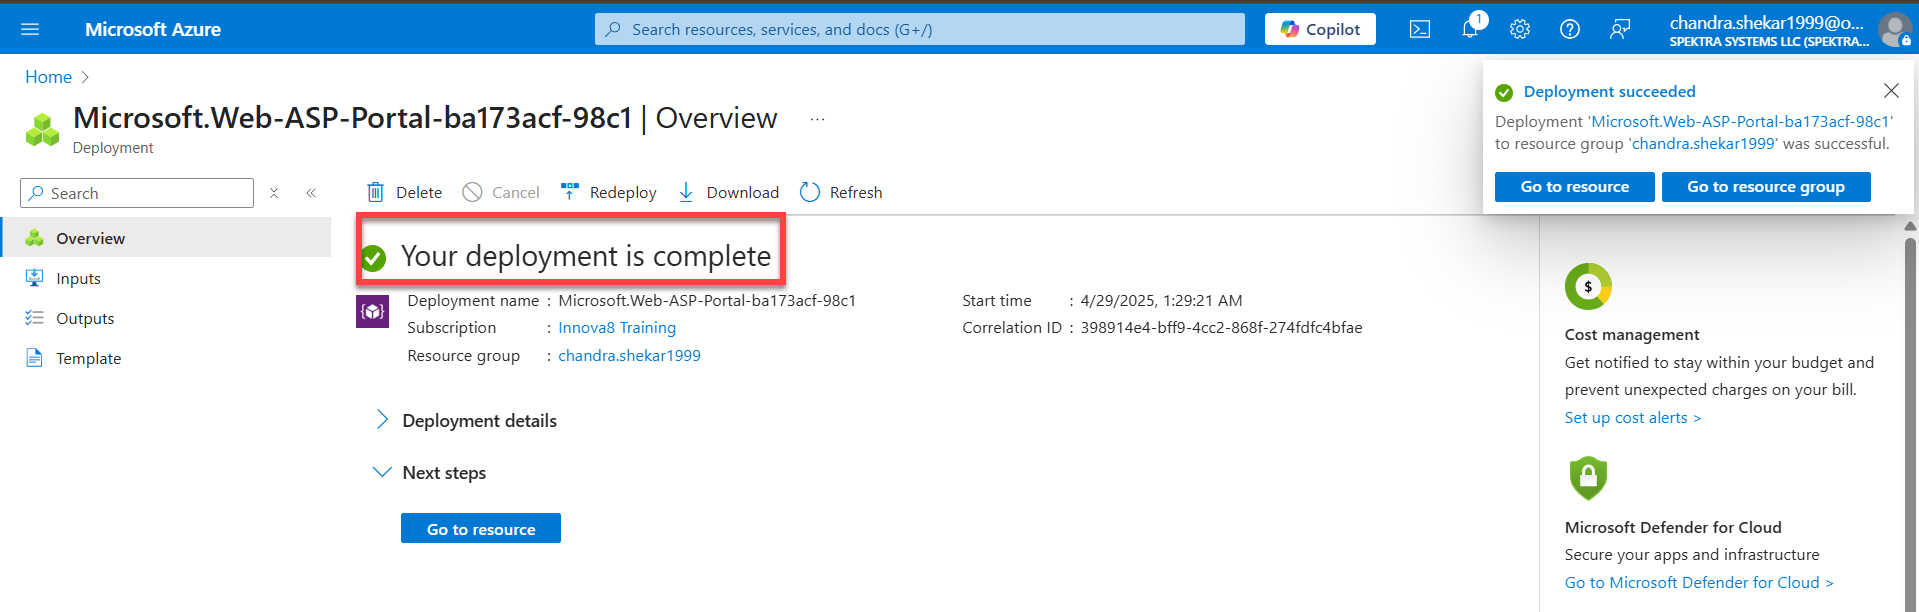 Microsoft Azure
Search resources, services, and docs (G+/)
Copilot
1
chandra.shekar1999@o...
SPEKTRA SYSTEMS LLC (SPEKTRA...
Home
Microsoft.Web-ASP-Portal-ba173acf-98c1 | Overview
...
Deployment
Deployment succeeded
Deployment 'Microsoft.Web-ASP-Portal-ba173acf-98c1'
to resource group 'chandra.shekar1999' was successful.
Go to resource
Go to resource group
Search
Overview
Inputs
Outputs
Template
Delete
Cancel
Redeploy
Download
Refresh
Your deployment is complete
Deployment name : Microsoft.Web-ASP-Portal-ba173acf-98c1
Subscription : Innova8 Training
Resource group : chandra.shekar1999
Start time : 4/29/2025, 1:29:21 AM
Correlation ID : 398914e4-bff9-4cc2-868f-274fdfc4bfae
Deployment details
Next steps
Go to resource
$
Cost management
Get notified to stay within your budget and
prevent unexpected charges on your bill.
Set up cost alerts >
Microsoft Defender for Cloud
Secure your apps and infrastructure
Go to Microsoft Defender for Cloud >